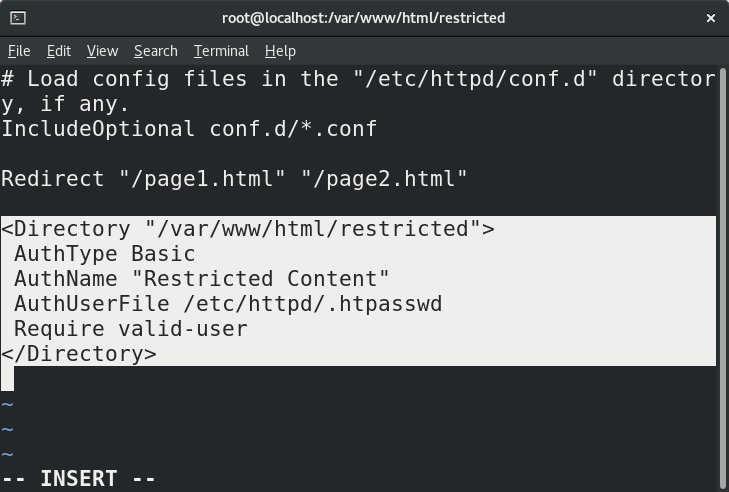 root@localhost:/var/www/html/restricted
File Edit View Search Terminal Help
# Load config files in the "/etc/httpd/conf.d" director
y, if any.
IncludeOptional conf.d/*.conf
Redirect "/page1.html" "/page2.html"
<Directory "/var/www/html/restricted">
 AuthType Basic
 AuthName "Restricted Content"
 AuthUserFile /etc/httpd/.htpasswd
 Require valid-user
</Directory>
~
~
~
-- INSERT --